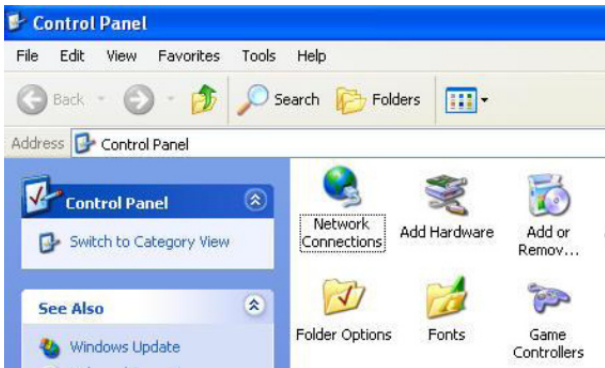 Control Panel
File Edit View Favorites Tools Help
Back Search Folders
Address Control Panel
Control Panel
Switch to Category View
See Also
Windows Update
Network
Connections
Add Hardware
Add or
Remov...
Folder Options
Fonts
Game
Controllers